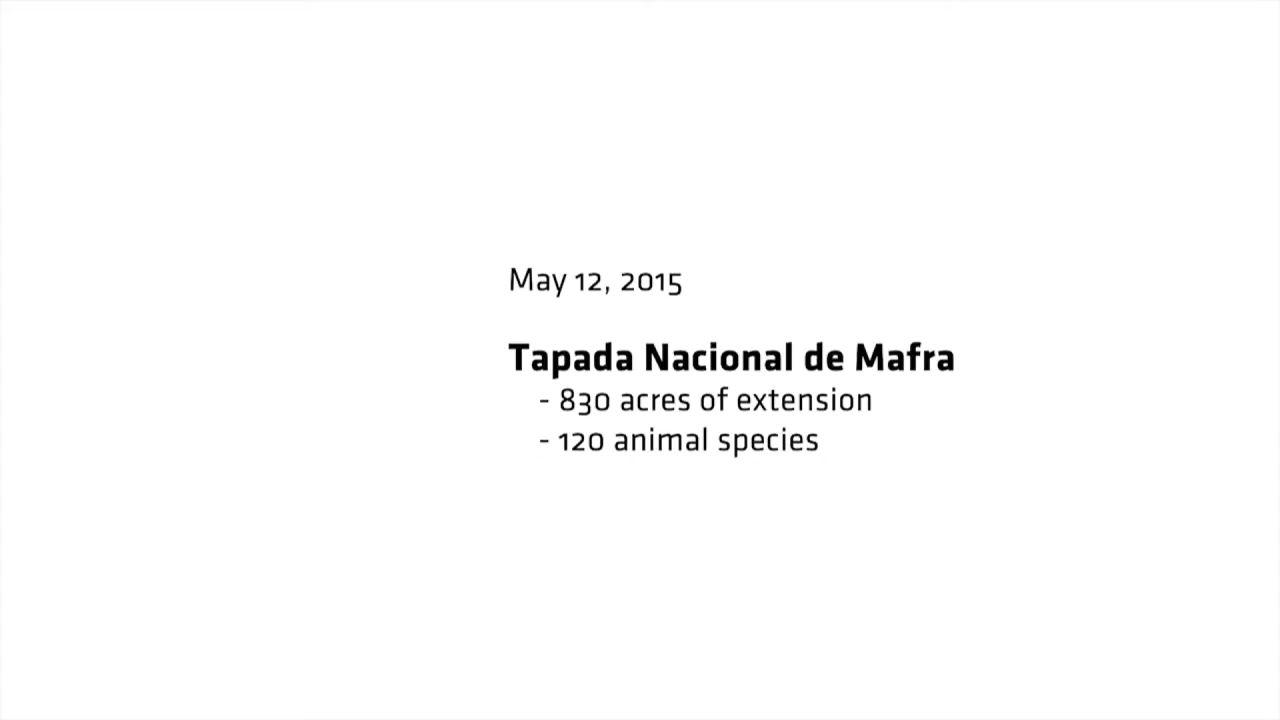 May 12, 2015
Tapada Nacional de Mafra
- 830 acres of extension
- 120 animal species